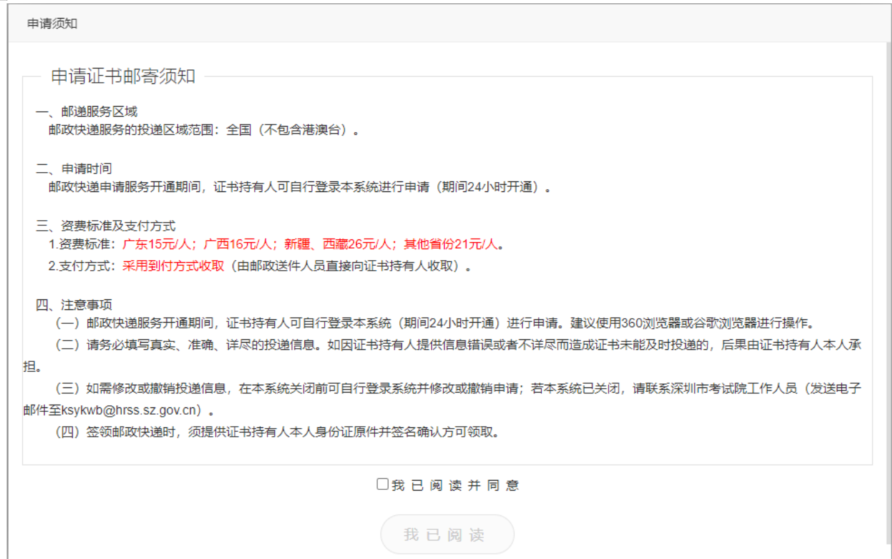 申请须知
申请证书邮寄须知
一、邮递服务区域
邮政快递服务的投递区域范围：全国（不包含港澳台）。
二、申请时间
邮政快递申请服务开通期间，证书持有人可自行登录本系统进行申请（期间24小时开通）。
三、资费标准及支付方式
1.资费标准：广东15元/人；广西16元/人；新疆、西藏26元/人；其他省份21元/人。
2.支付方式：采用到付方式收取（由邮政送件人员直接向证书持有人收取）。
四、注意事项
（一）邮政快递服务开通期间，证书持有人可自行登录本系统（期间24小时开通）进行申请。建议使用360浏览器或谷歌浏览器进行操作。
（二）请务必填写真实、准确、详尽的投递信息。如因证书持有人提供信息错误或者不详尽而造成证书未能及时投递的，后果由证书持有人本人承
担。
（三）如需修改或撤销投递信息，在本系统关闭前可自行登录系统并修改或撤销申请；若本系统已关闭，请联系深圳市考试院工作人员（发送电子
邮件至ksykwb@hrss.sz.gov.cn）。
（四）签领邮政快递时，须提供证书持有人本人身份证原件并签名确认方可领取。
我已阅读并同意
我已阅读